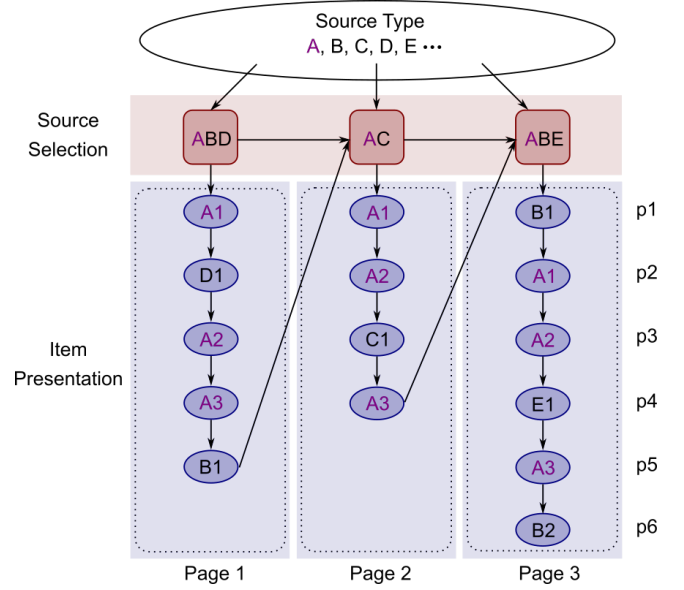 Source Type
A, B, C, D, E •••
Source
Selection
ABD
AC
ABE
A1
A1
B1
p1
D1
A2
A1
p2
Item
Presentation
A2
C1
A2
p3
A3
A3
E1
p4
B1
A3
p5
B2
p6
Page 1
Page 2
Page 3